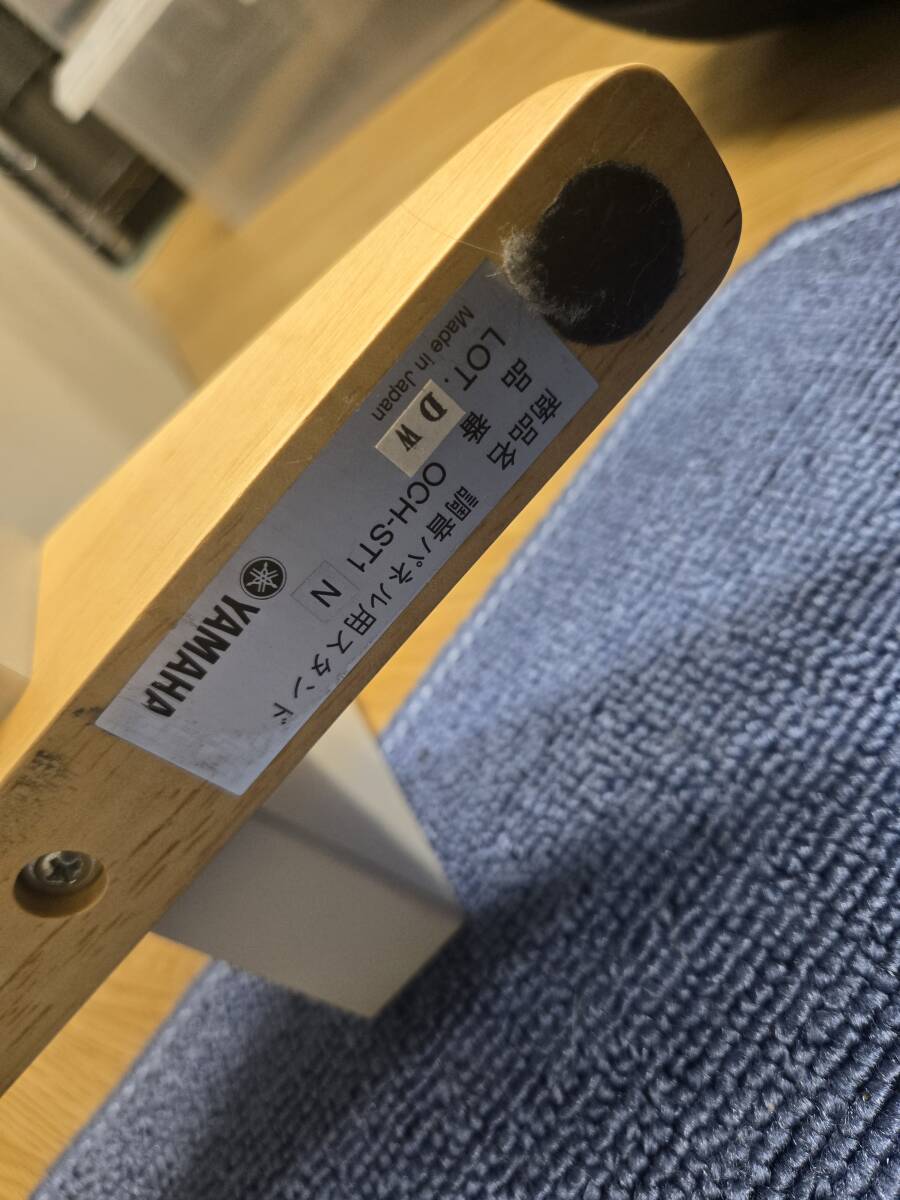 商品名 調音パネル用スタンド
品 番 OCH-ST1 N
LOT: D W
Made in Japan
YAMAHA